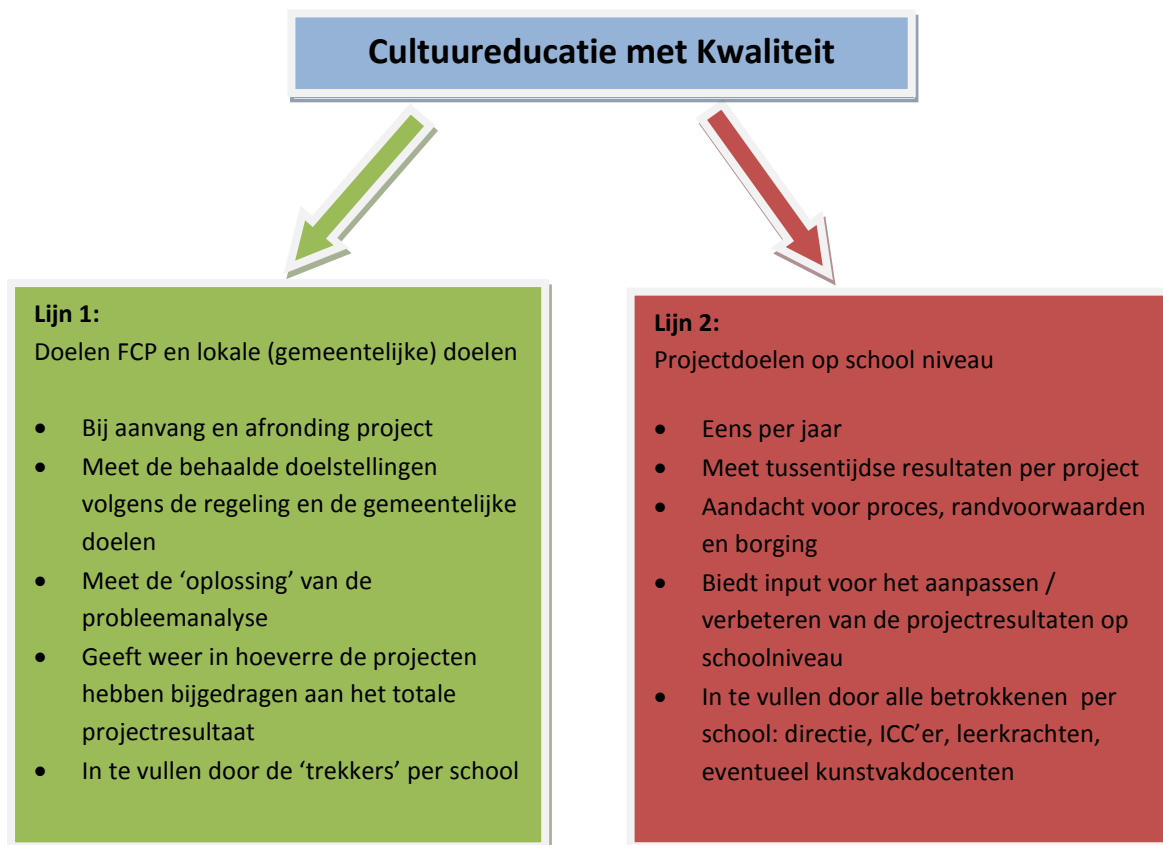 Cultuureducatie met Kwaliteit
Lijn 1:
Doelen FCP en lokale (gemeentelijke) doelen
• Bij aanvang en afronding project
• Meet de behaalde doelstellingen
volgens de regeling en de gemeentelijke
doelen
• Meet de ‘oplossing’ van de
probleemanalyse
• Geeft weer in hoeverre de projecten
hebben bijgedragen aan het totale
projectresultaat
• In te vullen door de ‘trekkers’ per school
Lijn 2:
Projectdoelen op school niveau
• Eens per jaar
• Meet tussentijdse resultaten per project
• Aandacht voor proces, randvoorwaarden
en borging
• Biedt input voor het aanpassen /
verbeteren van de projectresultaten op
schoolniveau
• In te vullen door alle betrokkenen  per
school: directie, ICC’er, leerkrachten,
eventueel kunstvakdocenten